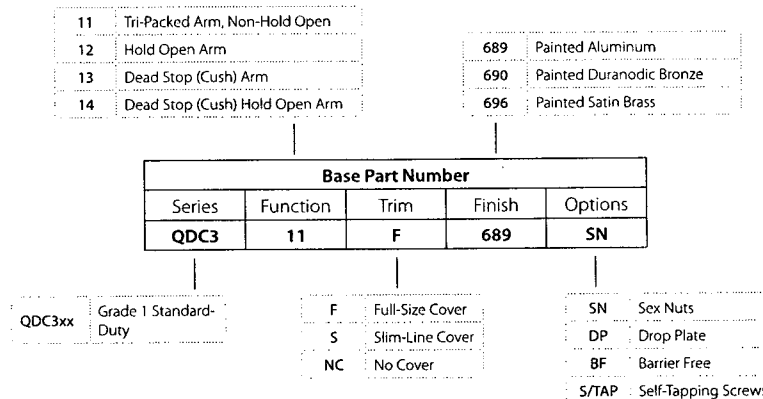 11 Tri-Packed Arm, Non-Hold Open
12 Hold Open Arm
13 Dead Stop (Cush) Arm
14 Dead Stop (Cush) Hold Open Arm
689 Painted Aluminum
690 Painted Duranodic Bronze
696 Painted Satin Brass
Base Part Number
Series Function Trim Finish Options
QDC3 11 F 689 SN
QDC3xx Grade 1 Standard-
Duty
F Full-Size Cover
S Slim-Line Cover
NC No Cover
SN Sex Nuts
DP Drop Plate
BF Barrier Free
S/TAP Self-Tapping Screws